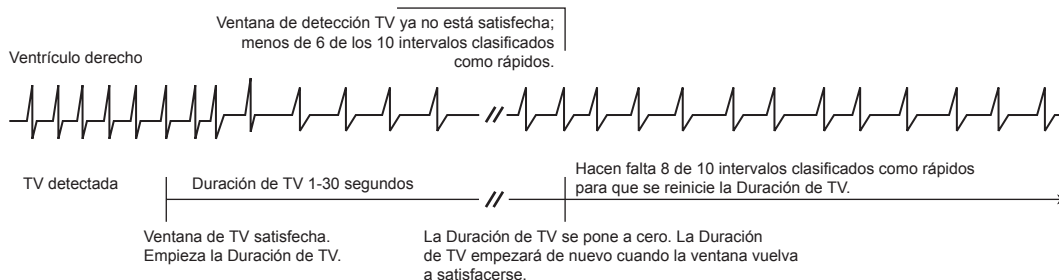 Ventana de detección TV ya no está satisfecha;
menos de 6 de los 10 intervalos clasificados
como rápidos.
Ventrículo derecho
TV detectada
Duración de TV 1-30 segundos
Hacen falta 8 de 10 intervalos clasificados como rápidos
para que se reinicie la Duración de TV.
Ventana de TV satisfecha.
Empieza la Duración de TV.
La Duración de TV se pone a cero. La Duración
de TV empezará de nuevo cuando la ventana vuelva
a satisfacerse.